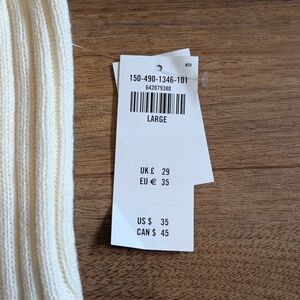 150-490-1346-101
642079380
LARGE
UK £ 29
EU € 35
US $ 35
CAN $ 45